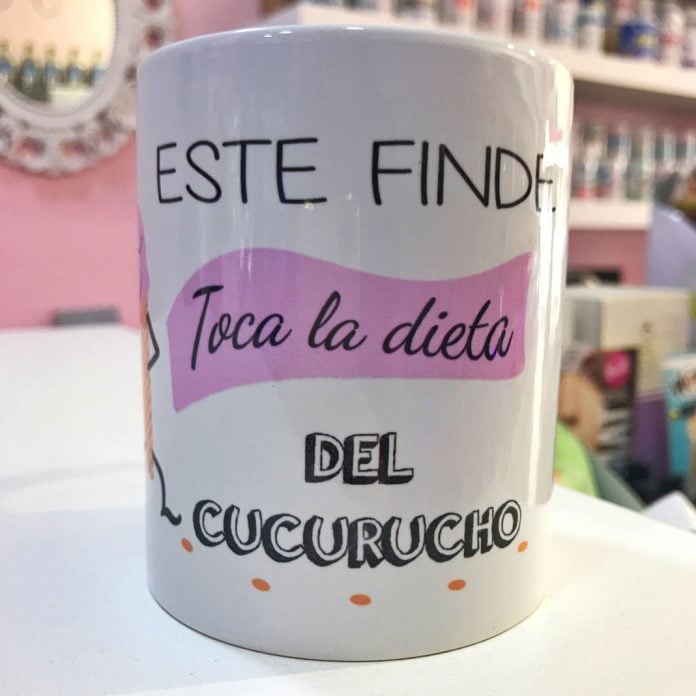 ESTE FINDE
Toca la dieta
DEL
CUCURUCHO